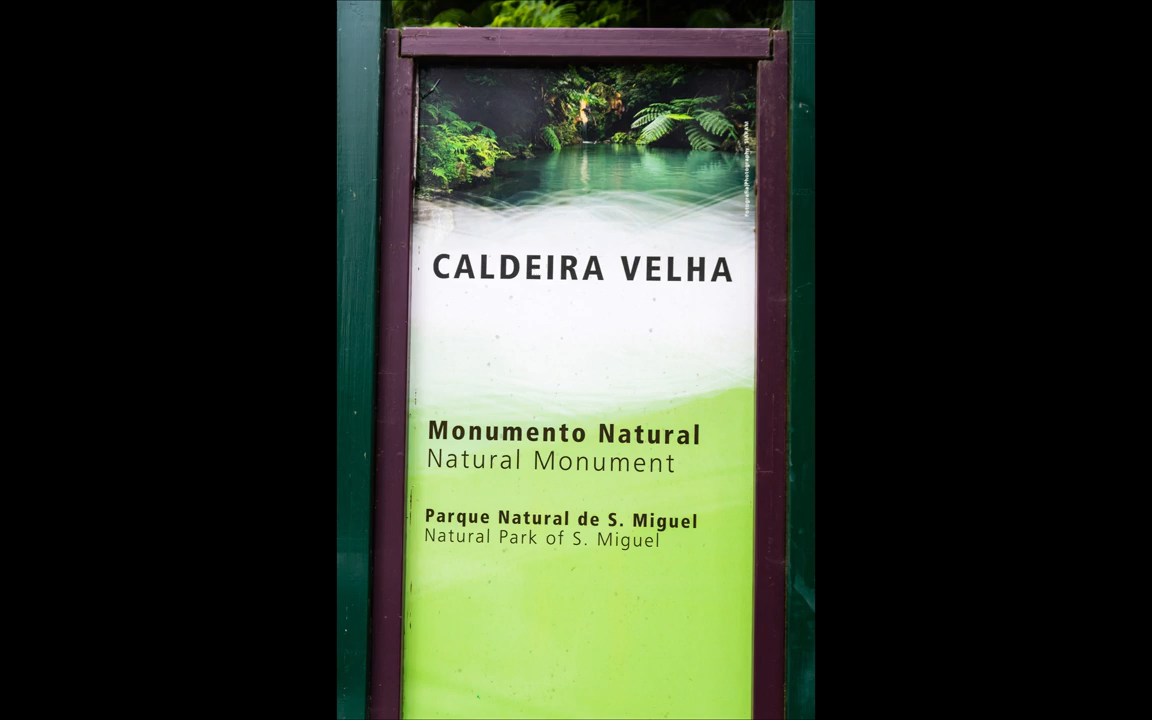 CALDEIRA VELHA
Monumento Natural
Natural Monument
Parque Natural de S. Miguel
Natural Park of S. Miguel